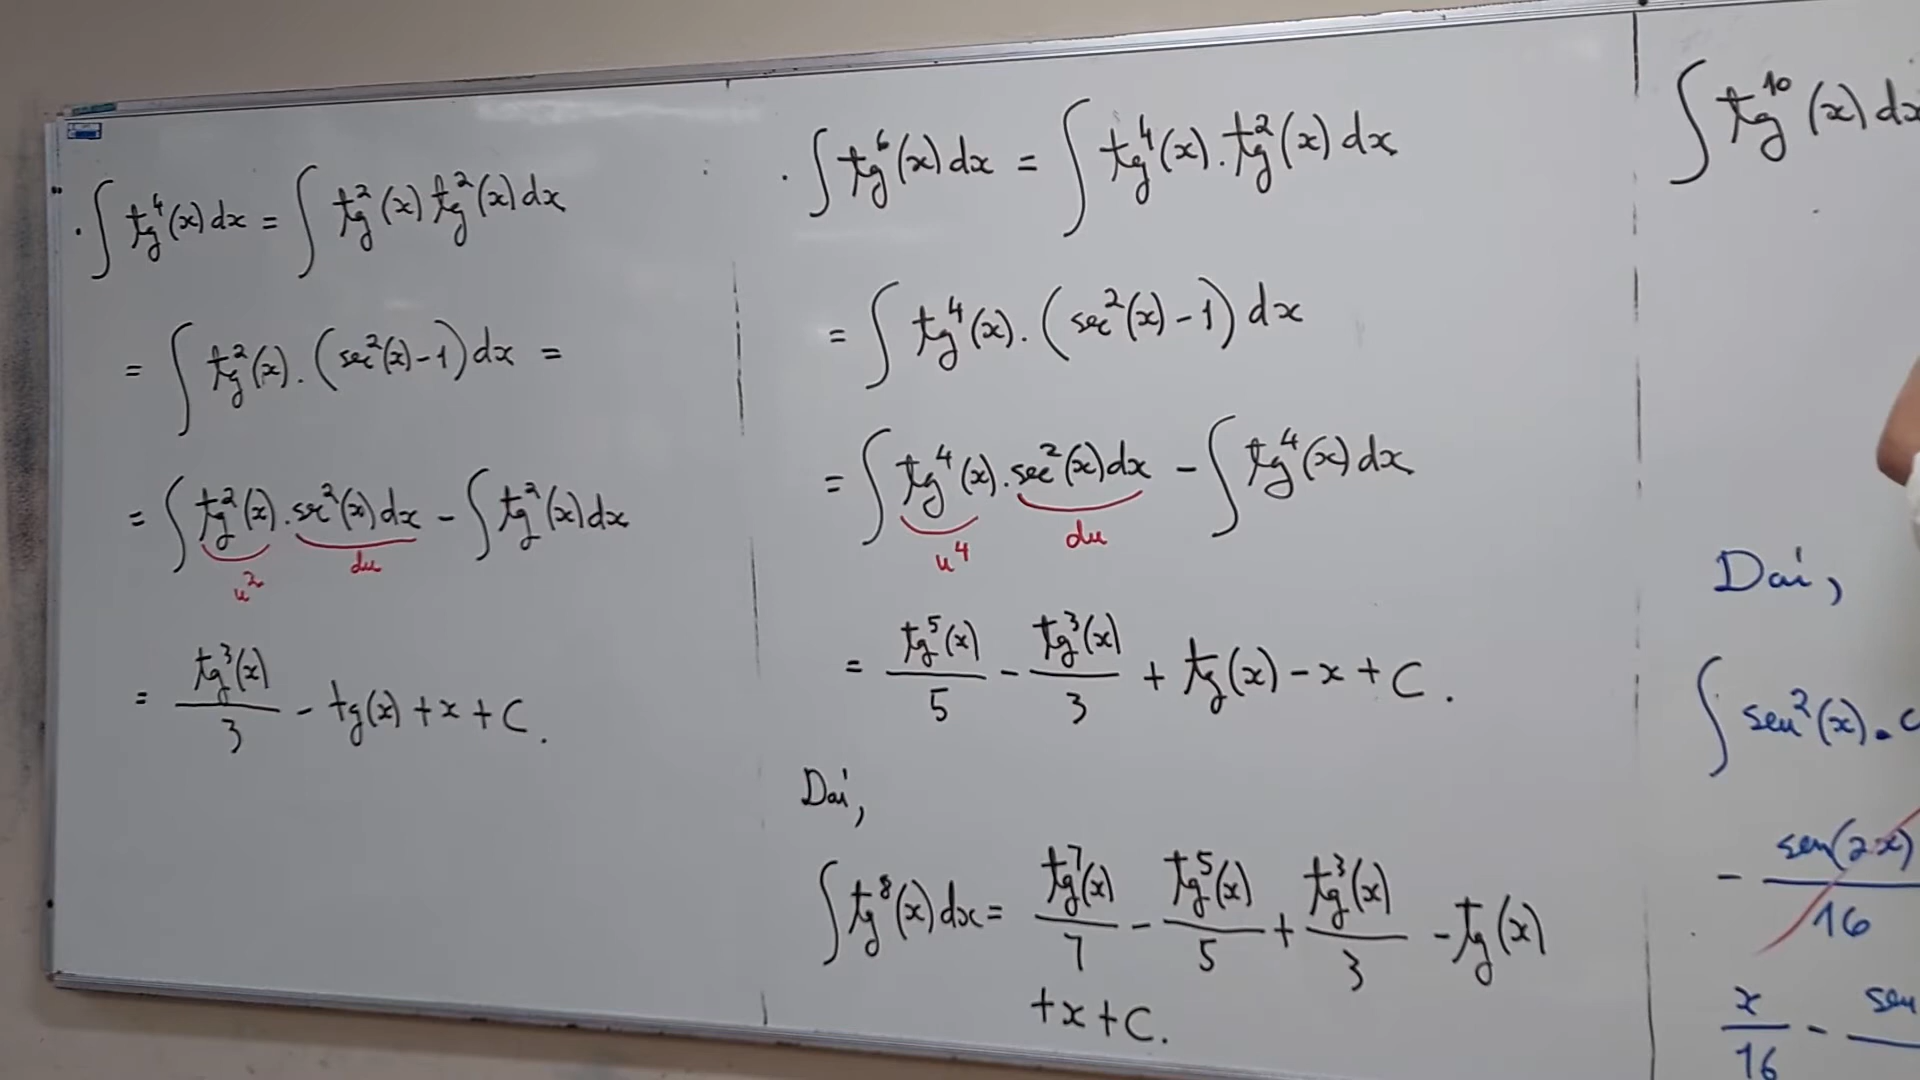 . ∫ tg⁴(x) dx = ∫ tg²(x) tg²(x) dx
= ∫ tg²(x) . (sec²(x) - 1) dx =
= ∫ tg²(x) . sec²(x) dx - ∫ tg²(x) dx
u² du
= tg³(x)/3 - tg(x) + x + C .
. ∫ tg⁶(x) dx = ∫ tg⁴(x) . tg²(x) dx
= ∫ tg⁴(x) . (sec²(x) - 1) dx
= ∫ tg⁴(x) . sec²(x) dx - ∫ tg⁴(x) dx
u⁴ du
= tg⁵(x)/5 - tg³(x)/3 + tg(x) - x + C .
Daí,
∫ tg⁸(x) dx = tg⁷(x)/7 - tg⁵(x)/5 + tg³(x)/3 - tg(x)
+ x + C .
∫ tg¹⁰(x) dx
Daí,
∫ sen²(x) .
- sen(2x)/16
x/16 - sen